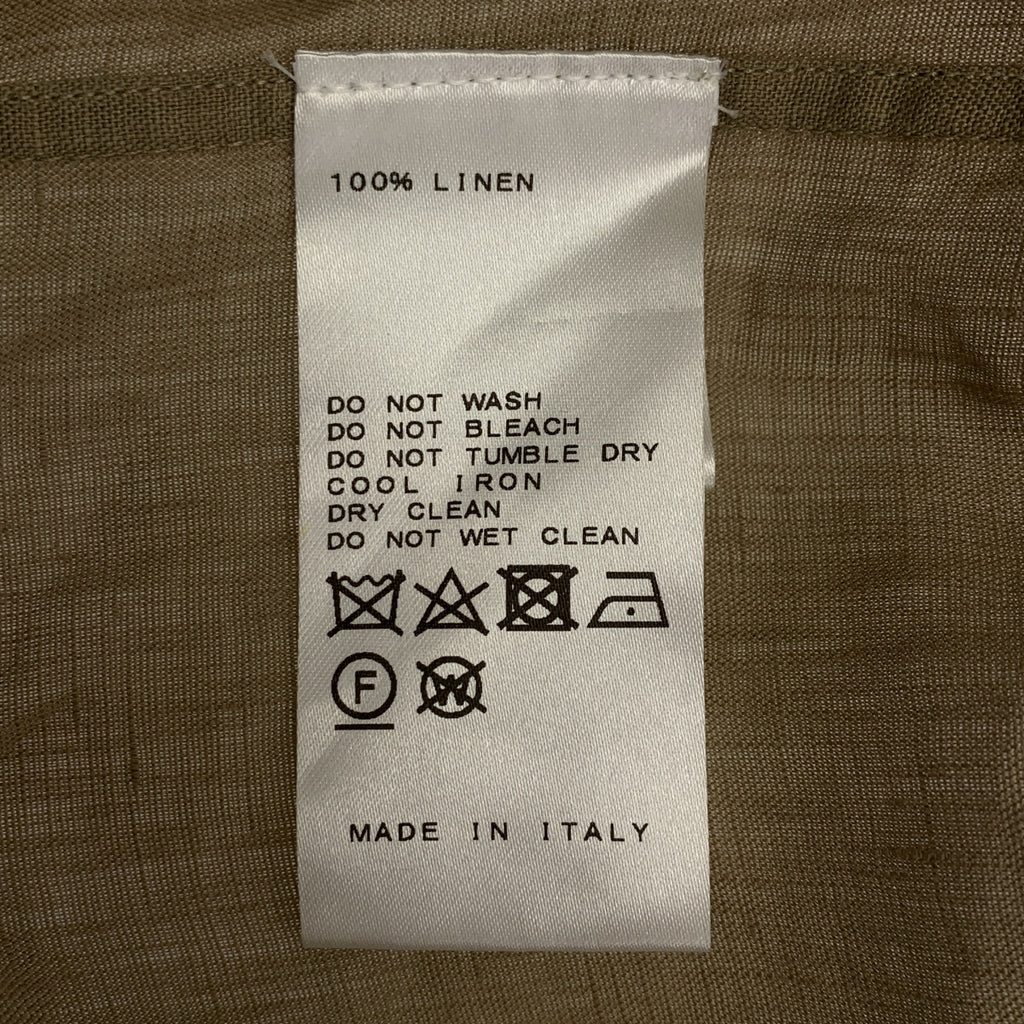 100% LINEN
DO NOT WASH
DO NOT BLEACH
DO NOT TUMBLE DRY
COOL IRON
DRY CLEAN
DO NOT WET CLEAN
F W
MADE IN ITALY